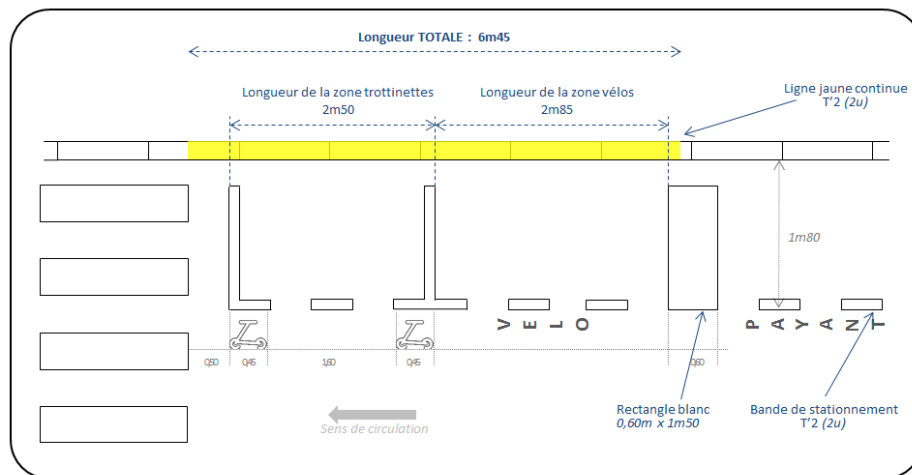 Longueur TOTALE : 6m45
Longueur de la zone trottinettes
2m50
Longueur de la zone vélos
2m85
Ligne jaune continue
T'2 (2u)
1m80
VELO
PAYANT
0,50
0,45
1,60
0,45
0,60
Sens de circulation
Rectangle blanc
0,60m x 1m50
Bande de stationnement
T'2 (2u)